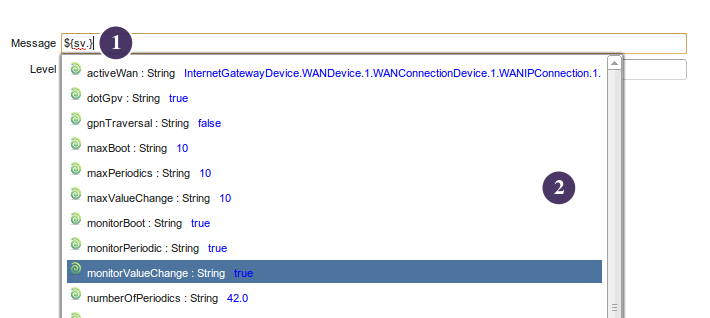 Message ${sv.} 1
Level
activeWan : String InternetGatewayDevice.WANDevice.1.WANConnectionDevice.1.WANIPConnection.1.
dotGpv : String true
gpnTraversal : String false
maxBoot : String 10
maxPeriodics : String 10
maxValueChange : String 10
2
monitorBoot : String true
monitorPeriodic : String true
monitorValueChange : String true
numberOfPeriodics : String 42.0